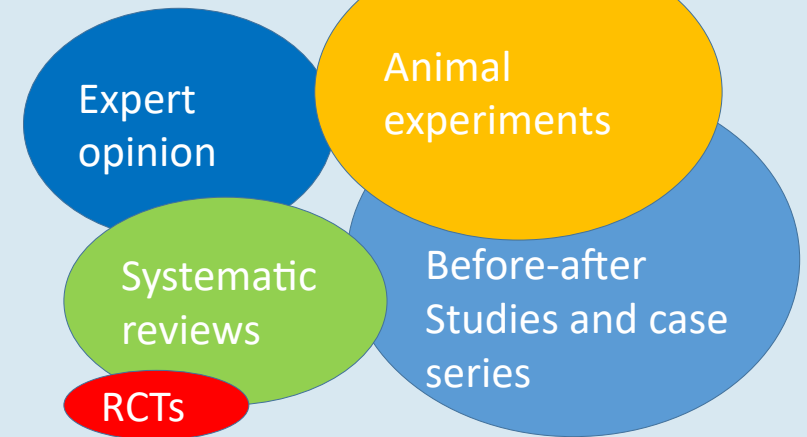 Expert
opinion
Animal
experiments
Systematic
reviews
Before-after
Studies and case
series
RCTs